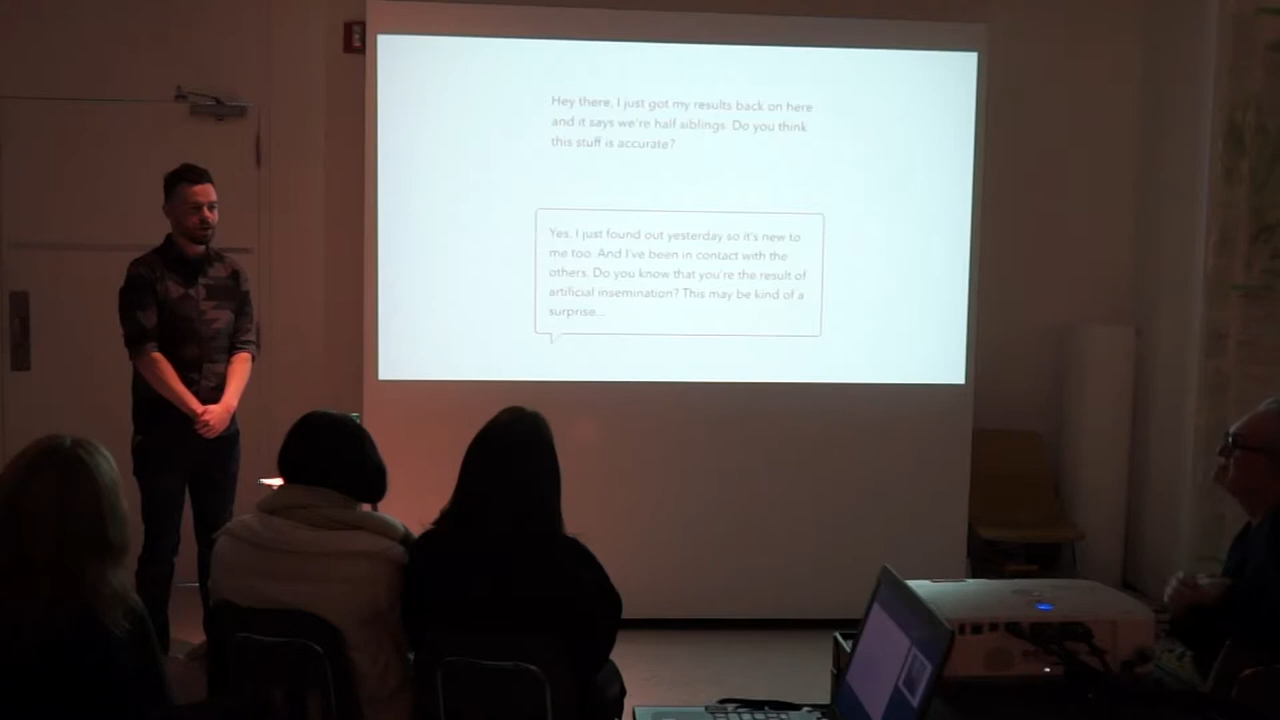 Hey there, I just got my results back on here
and it says we're half siblings. Do you think
this stuff is accurate?
Yes, I just found out yesterday so it's new to
me too. And I've been in contact with the
others. Do you know that you're the result of
artificial insemination? This may be kind of a
surprise...